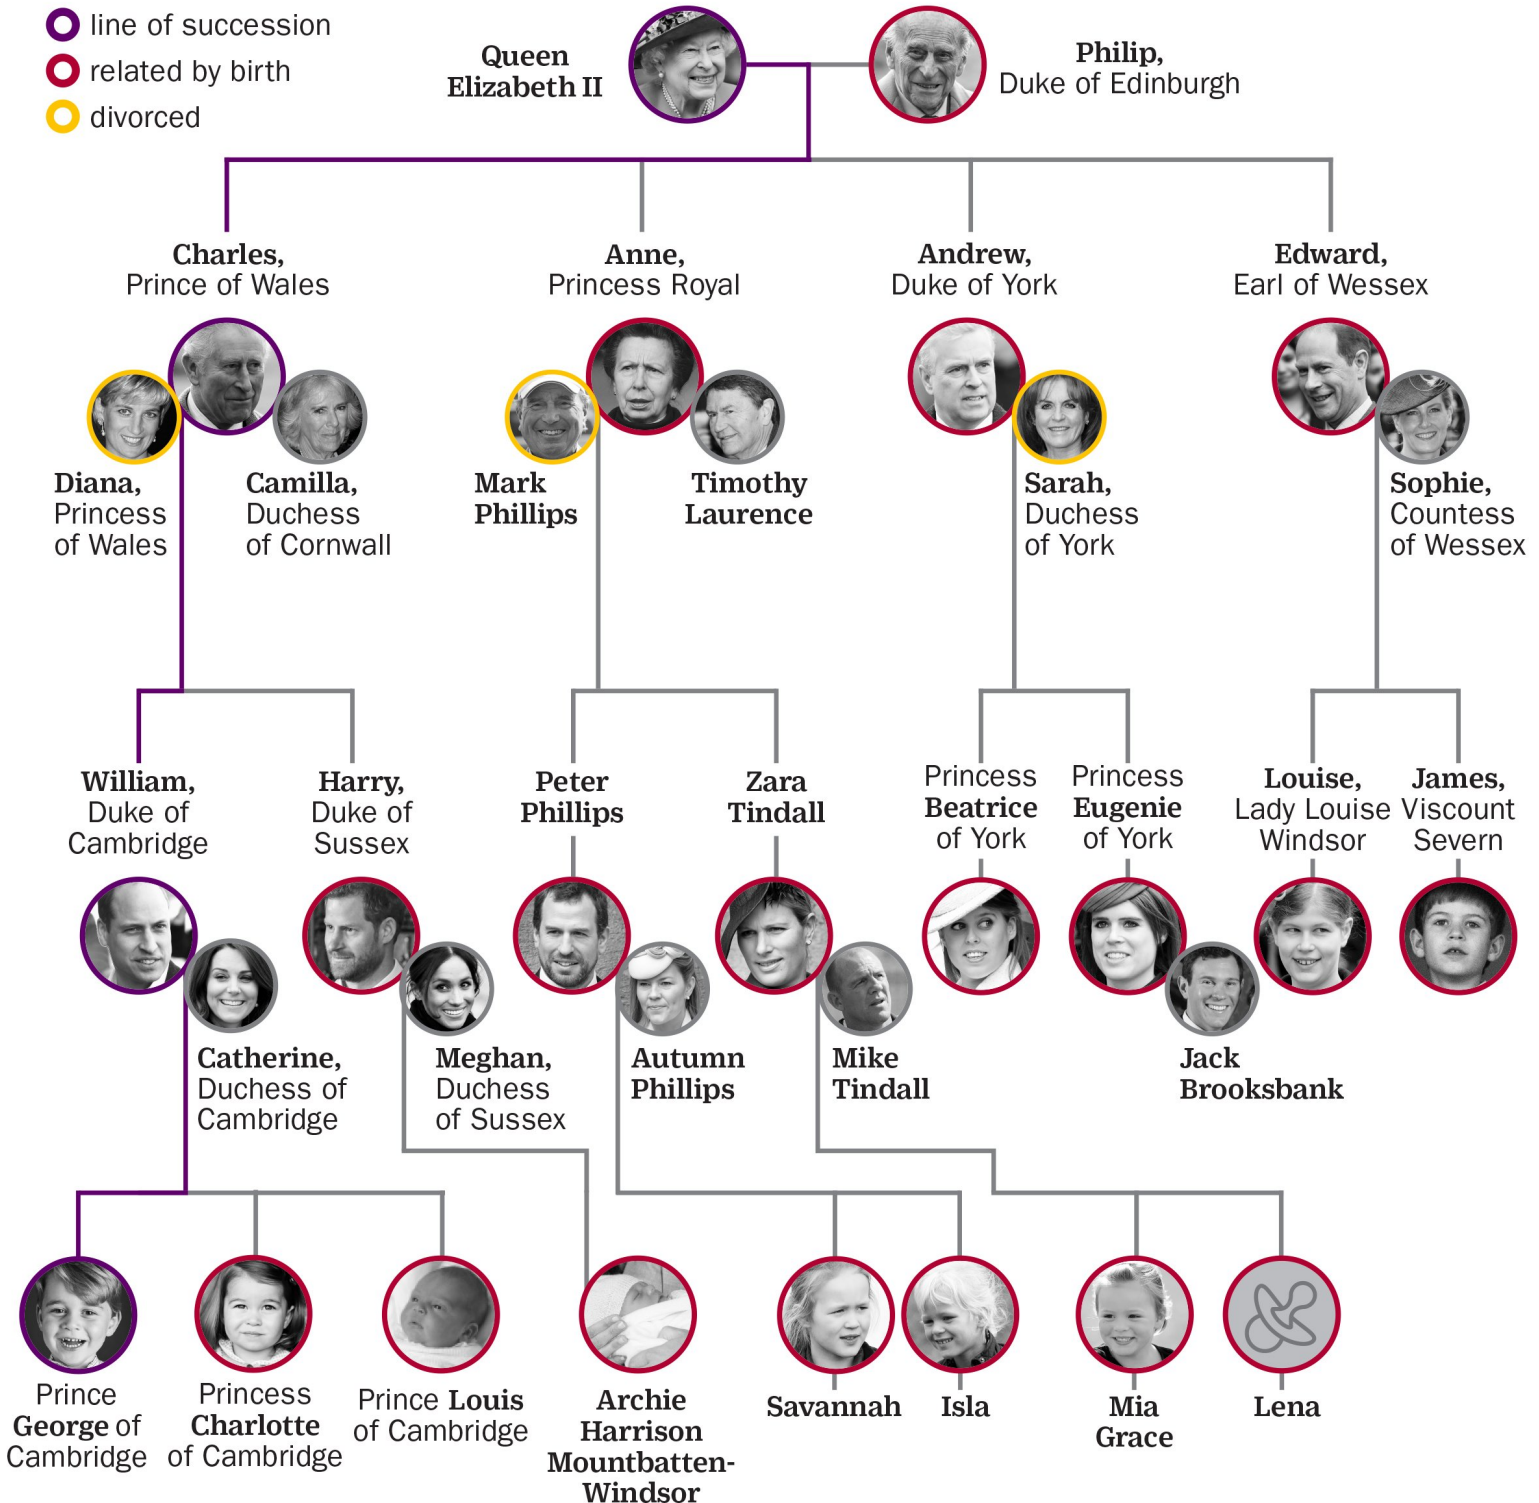 line of succession
related by birth
divorced
Queen
Elizabeth II
Philip,
Duke of Edinburgh
Charles,
Prince of Wales
Anne,
Princess Royal
Andrew,
Duke of York
Edward,
Earl of Wessex
Diana,
Princess
of Wales
Camilla,
Duchess
of Cornwall
Mark
Phillips
Timothy
Laurence
Sarah,
Duchess
of York
Sophie,
Countess
of Wessex
William,
Duke of
Cambridge
Harry,
Duke of
Sussex
Peter
Phillips
Zara
Tindall
Princess
Beatrice
of York
Princess
Eugenie
of York
Louise,
Lady Louise
Windsor
James,
Viscount
Severn
Catherine,
Duchess of
Cambridge
Meghan,
Duchess
of Sussex
Autumn
Phillips
Mike
Tindall
Jack
Brooksbank
Prince
George of
Cambridge
Princess
Charlotte
of Cambridge
Prince Louis
of Cambridge
Archie
Harrison
Mountbatten-
Windsor
Savannah
Isla
Mia
Grace
Lena